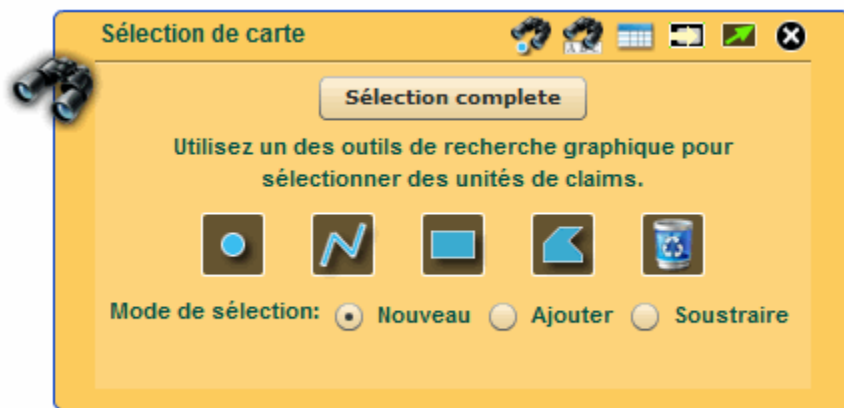 Sélection de carte
Sélection complete
Utilisez un des outils de recherche graphique pour
sélectionner des unités de claims.
Mode de sélection: Nouveau Ajouter Soustraire